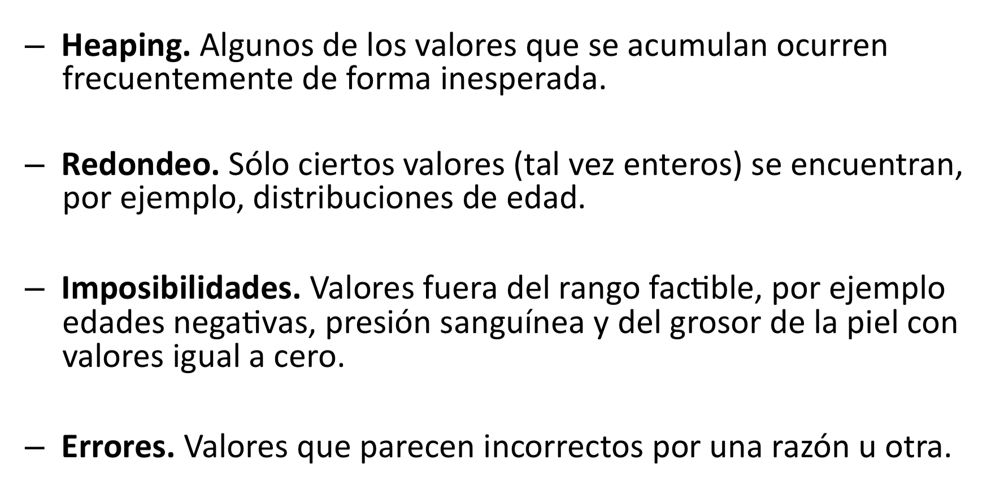 – Heaping. Algunos de los valores que se acumulan ocurren
frecuentemente de forma inesperada.
– Redondeo. Sólo ciertos valores (tal vez enteros) se encuentran,
por ejemplo, distribuciones de edad.
– Imposibilidades. Valores fuera del rango factible, por ejemplo
edades negativas, presión sanguínea y del grosor de la piel con
valores igual a cero.
– Errores. Valores que parecen incorrectos por una razón u otra.